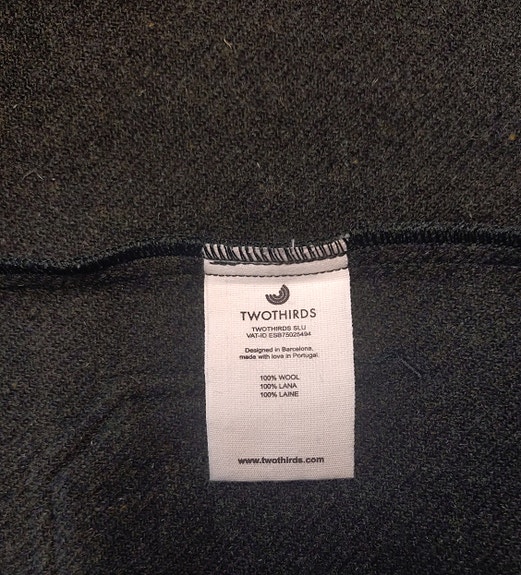 TWOTHIRDS
TWOTHIRDS SLU
VAT-ID ESB75025494
Designed in Barcelona,
made with love in Portugal.
100% WOOL
100% LANA
100% LAINE
www.twothirds.com